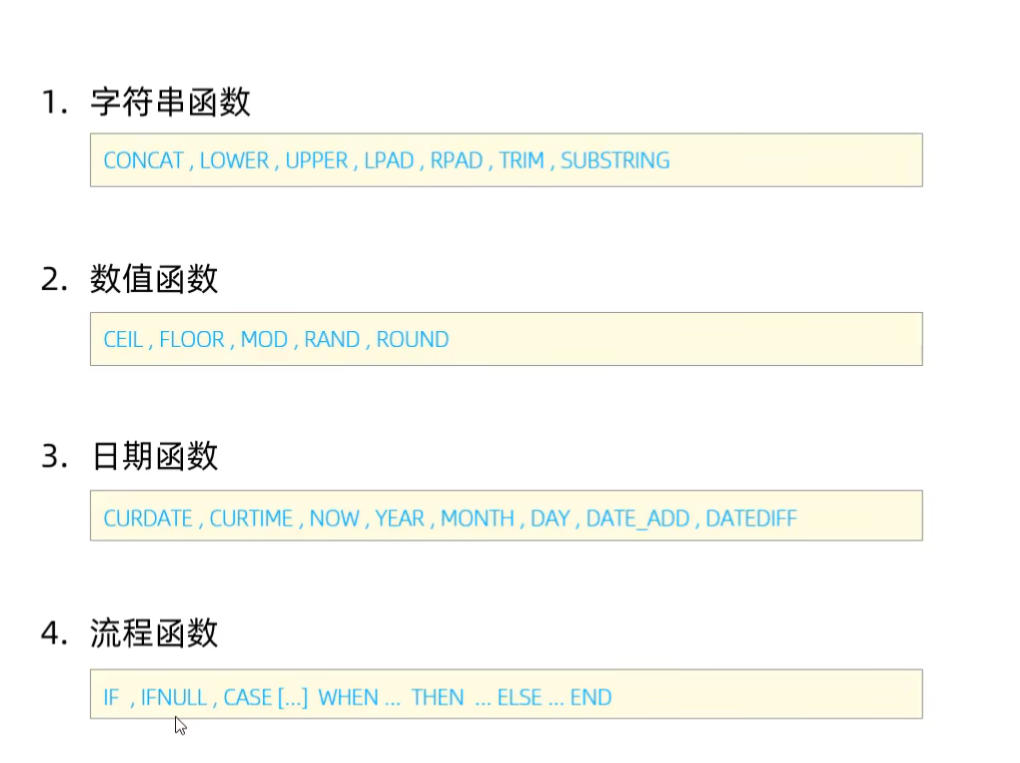 1. 字符串函数
CONCAT , LOWER , UPPER , LPAD , RPAD , TRIM , SUBSTRING
2. 数值函数
CEIL , FLOOR , MOD , RAND , ROUND
3. 日期函数
CURDATE , CURTIME , NOW , YEAR , MONTH , DAY , DATE_ADD , DATEDIFF
4. 流程函数
IF , IFNULL , CASE [...] WHEN ... THEN ... ELSE ... END